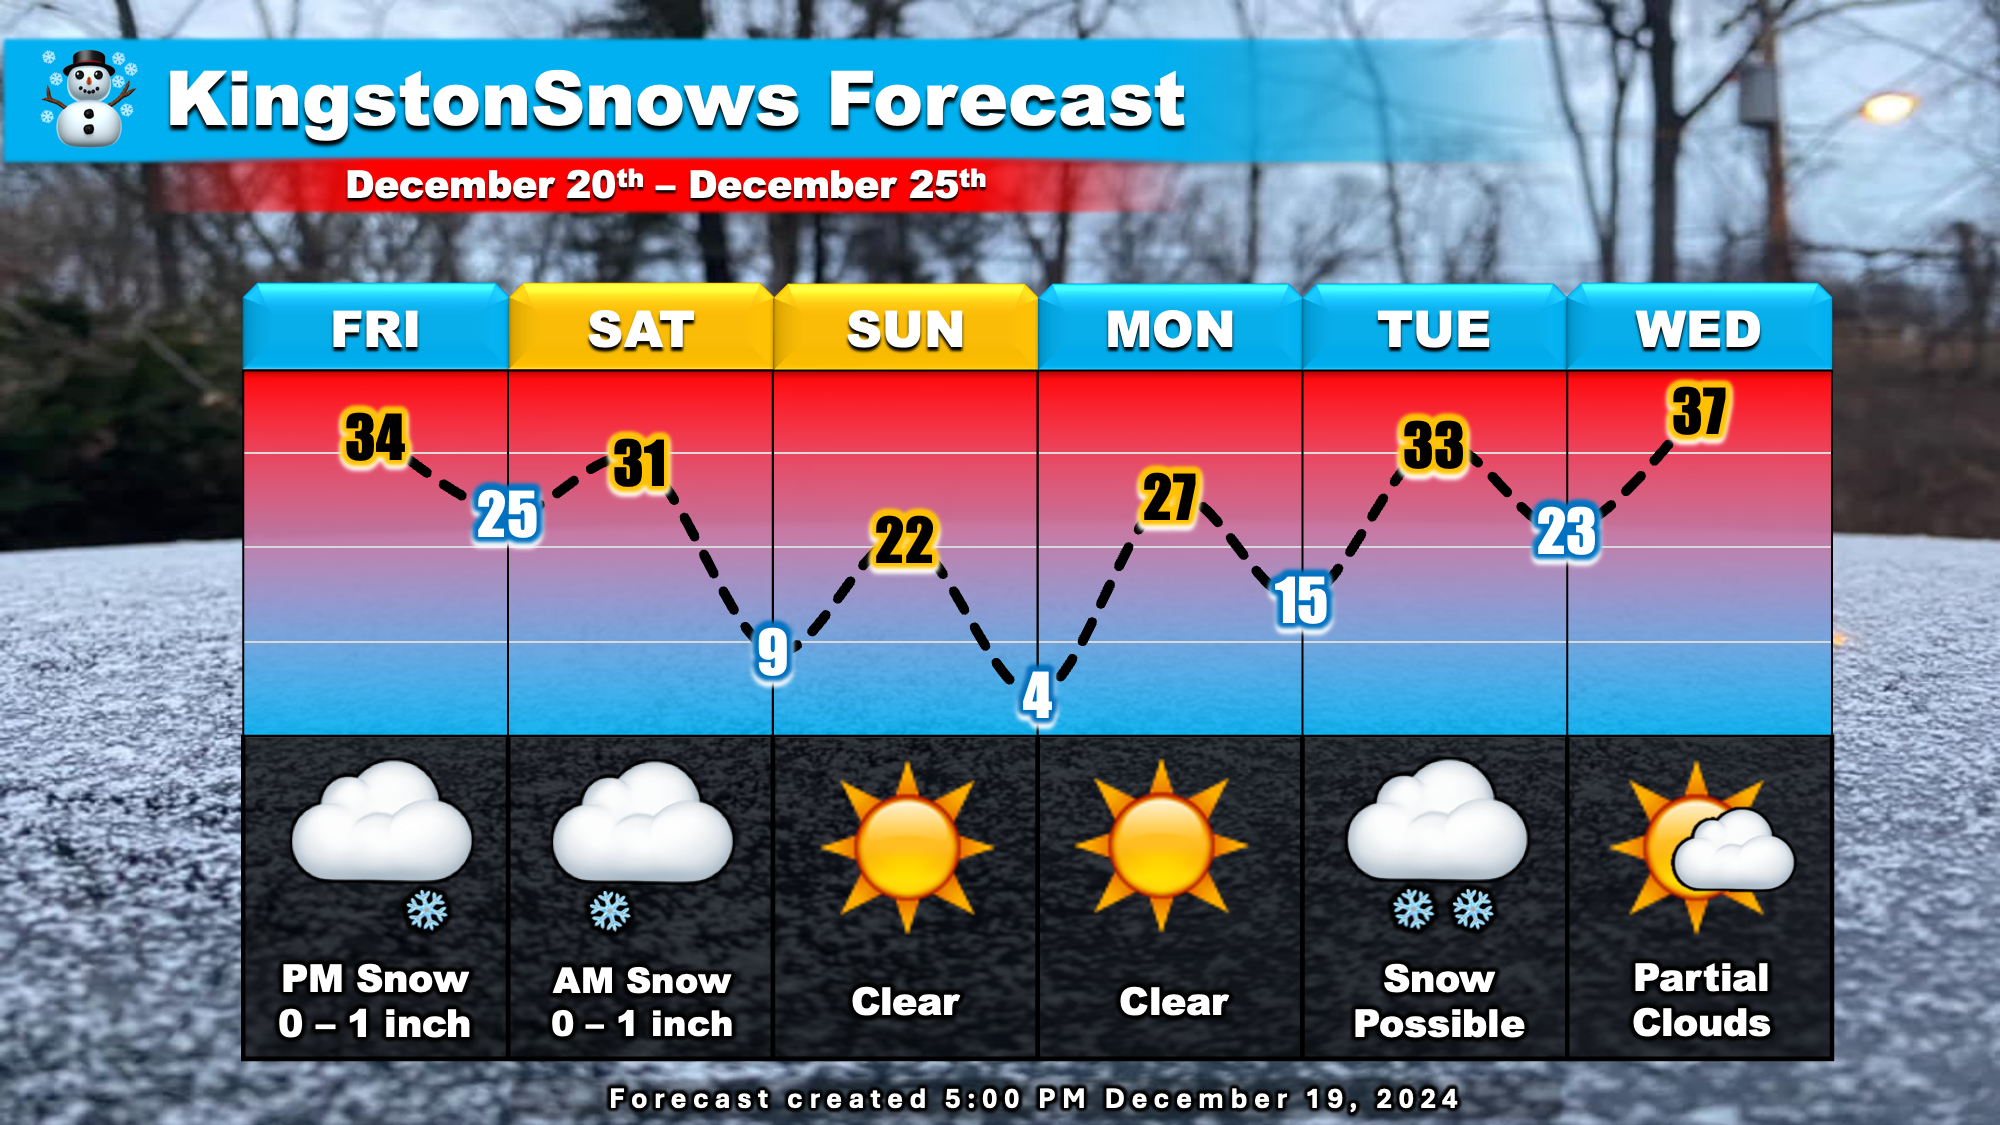 KingstonSnows Forecast
December 20th – December 25th
FRI SAT SUN MON TUE WED
34 25 31 9 22 4 27 15 33 23 37
PM Snow
0 – 1 inch
AM Snow
0 – 1 inch
Clear
Clear
Snow
Possible
Partial
Clouds
Forecast created 5:00 PM December 19, 2024